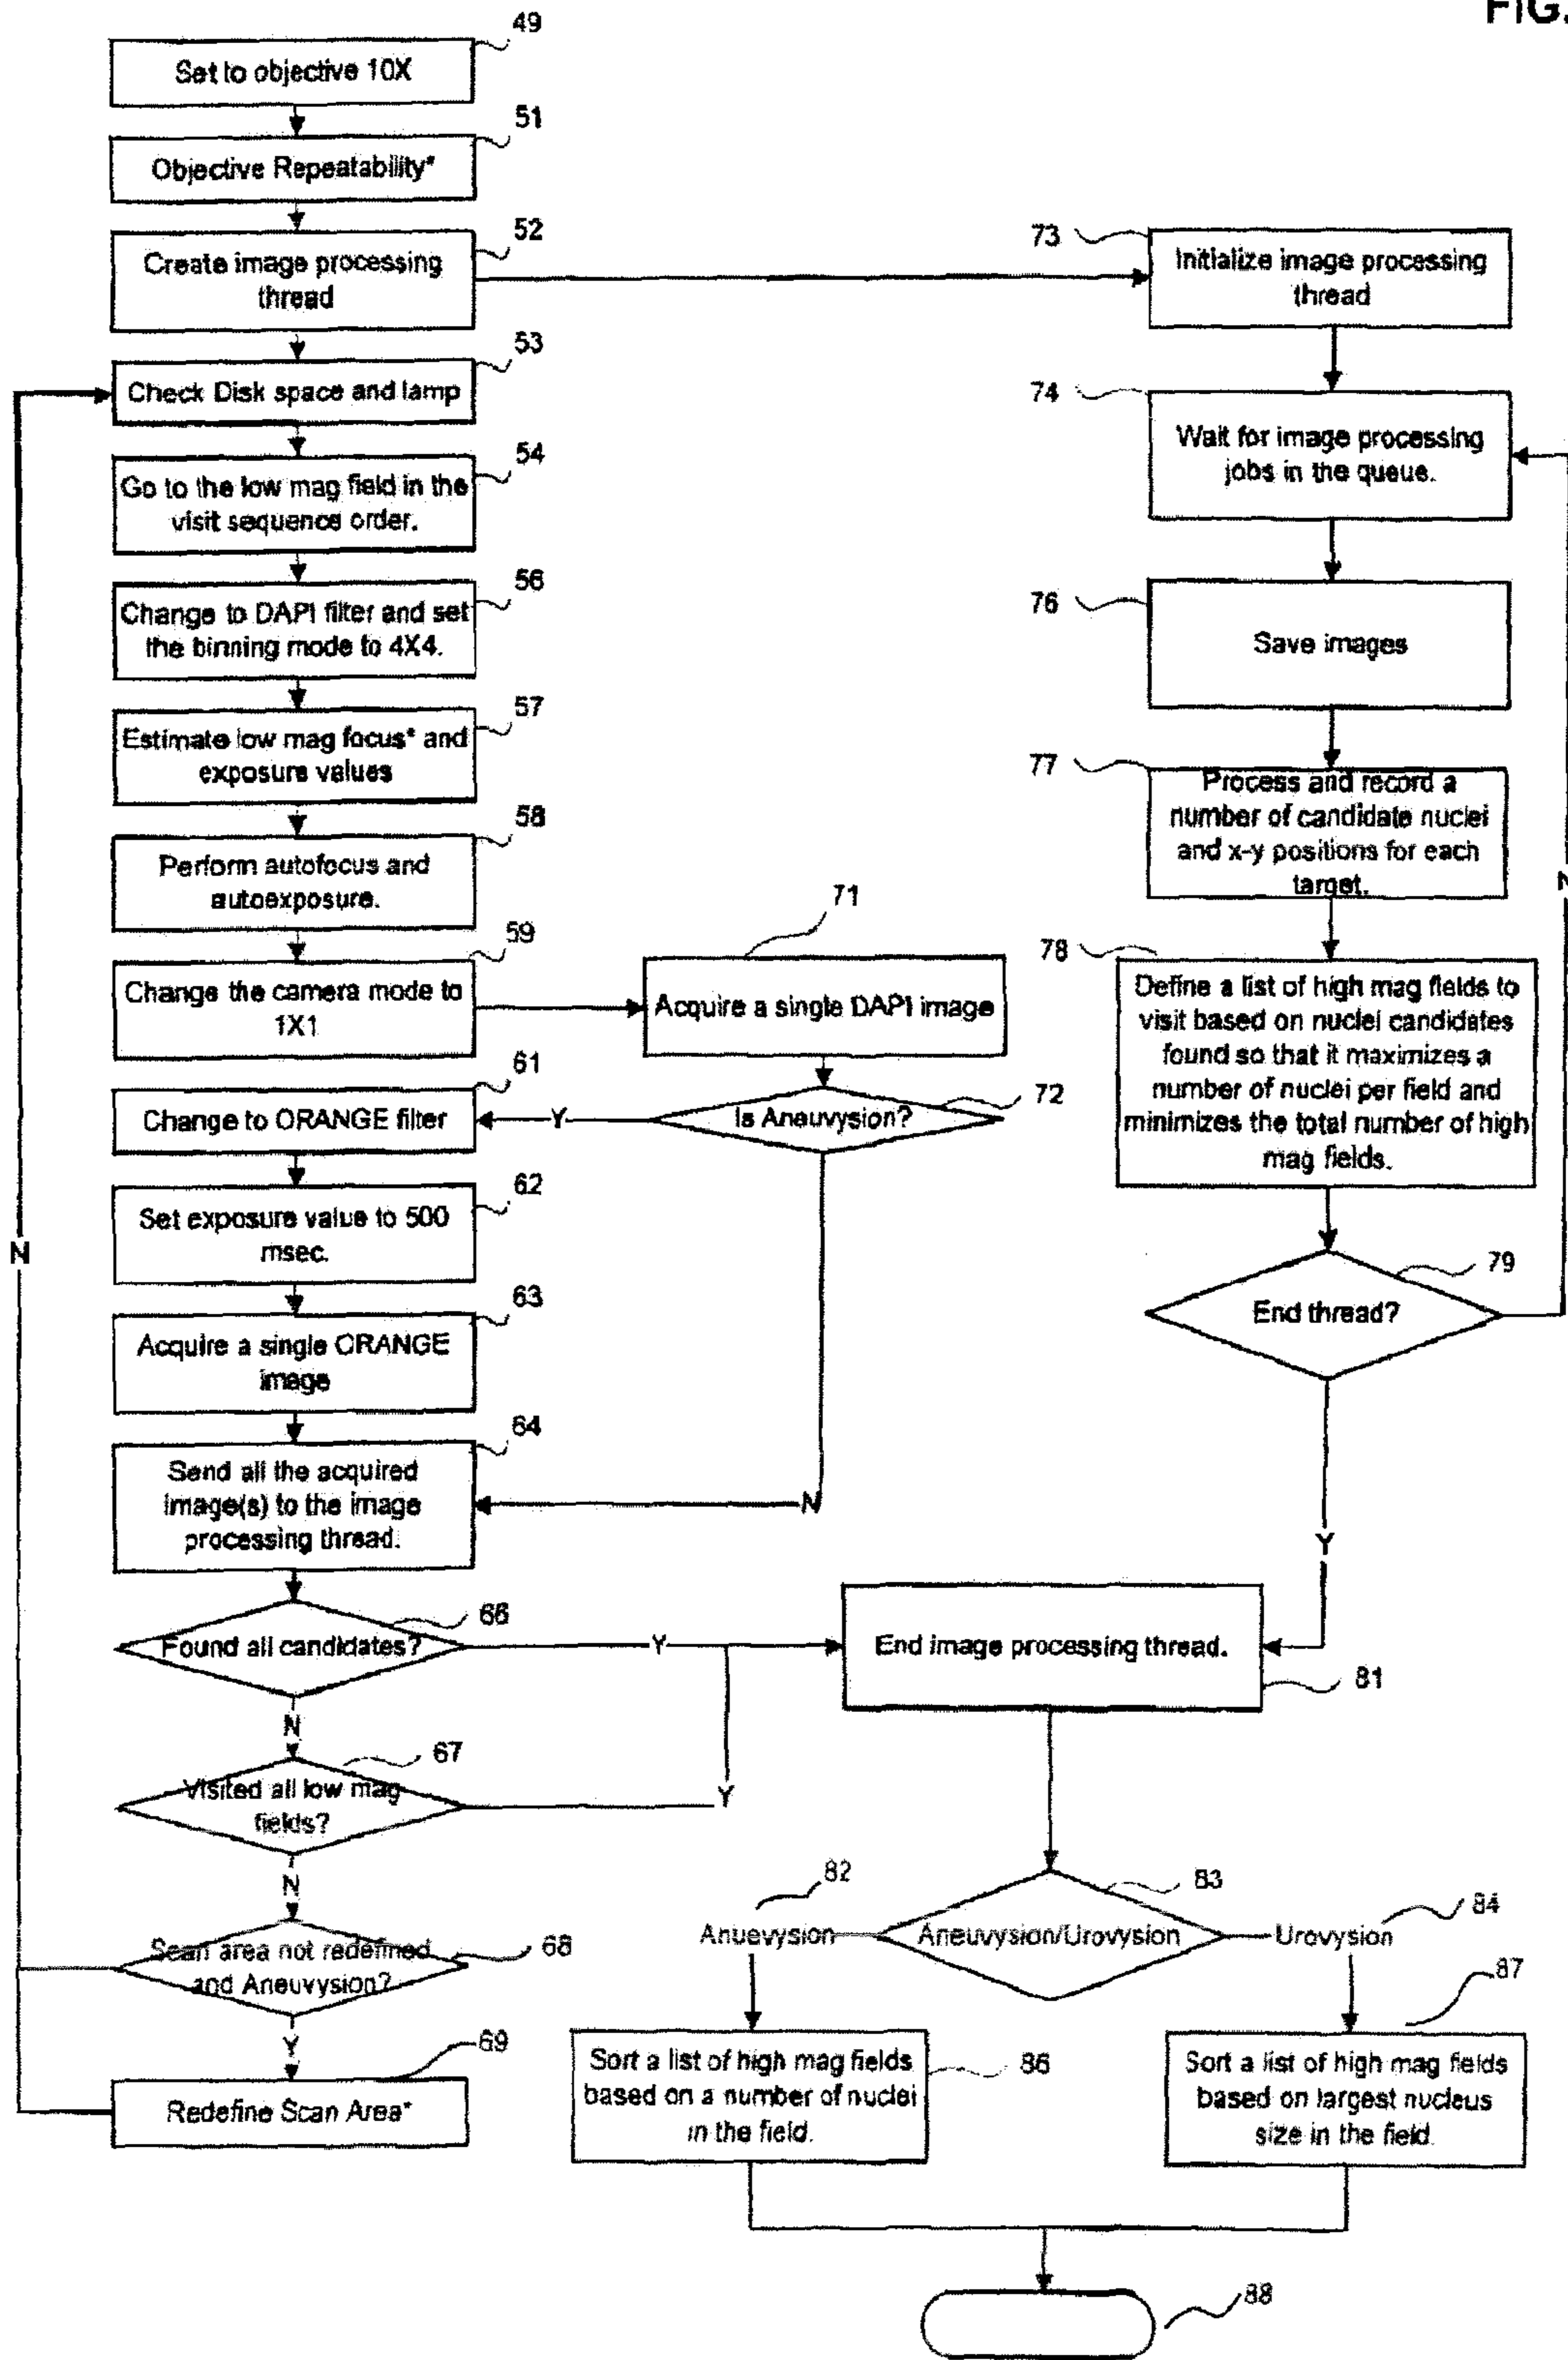 FIG.
49
Set to objective 10X
51
Objective Repeatability*
52
Create image processing
thread
53
Check Disk space and lamp
54
Go to the low mag field in the
visit sequence order.
56
Change to DAPI filter and set
the binning mode to 4X4.
57
Estimate low mag focus* and
exposure values
58
Perform autofocus and
autoexposure.
59
Change the camera mode to
1X1
71
Acquire a single DAPI image
72
Is Aneuvysion?
Y
N
61
Change to ORANGE filter
62
Set exposure value to 500
msec.
63
Acquire a single ORANGE
image
64
Send all the acquired
image(s) to the image
processing thread.
66
Found all candidates?
Y
N
67
Visited all low mag
fields?
Y
N
68
Scan area not redefined
and Aneuvysion?
N
Y
69
Redefine Scan Area*
73
Initialize image processing
thread
74
Wait for image processing
jobs in the queue.
76
Save images
77
Process and record a
number of candidate nuclei
and x-y positions for each
target.
78
Define a list of high mag fields to
visit based on nuclei candidates
found so that it maximizes a
number of nuclei per field and
minimizes the total number of high
mag fields.
79
End thread?
N
Y
End image processing thread.
81
82
Anuevysion
83
Aneuvysion/Urovysion
84
Urovysion
86
Sort a list of high mag fields
based on a number of nuclei
in the field.
87
Sort a list of high mag fields
based on largest nucleus
size in the field.
88